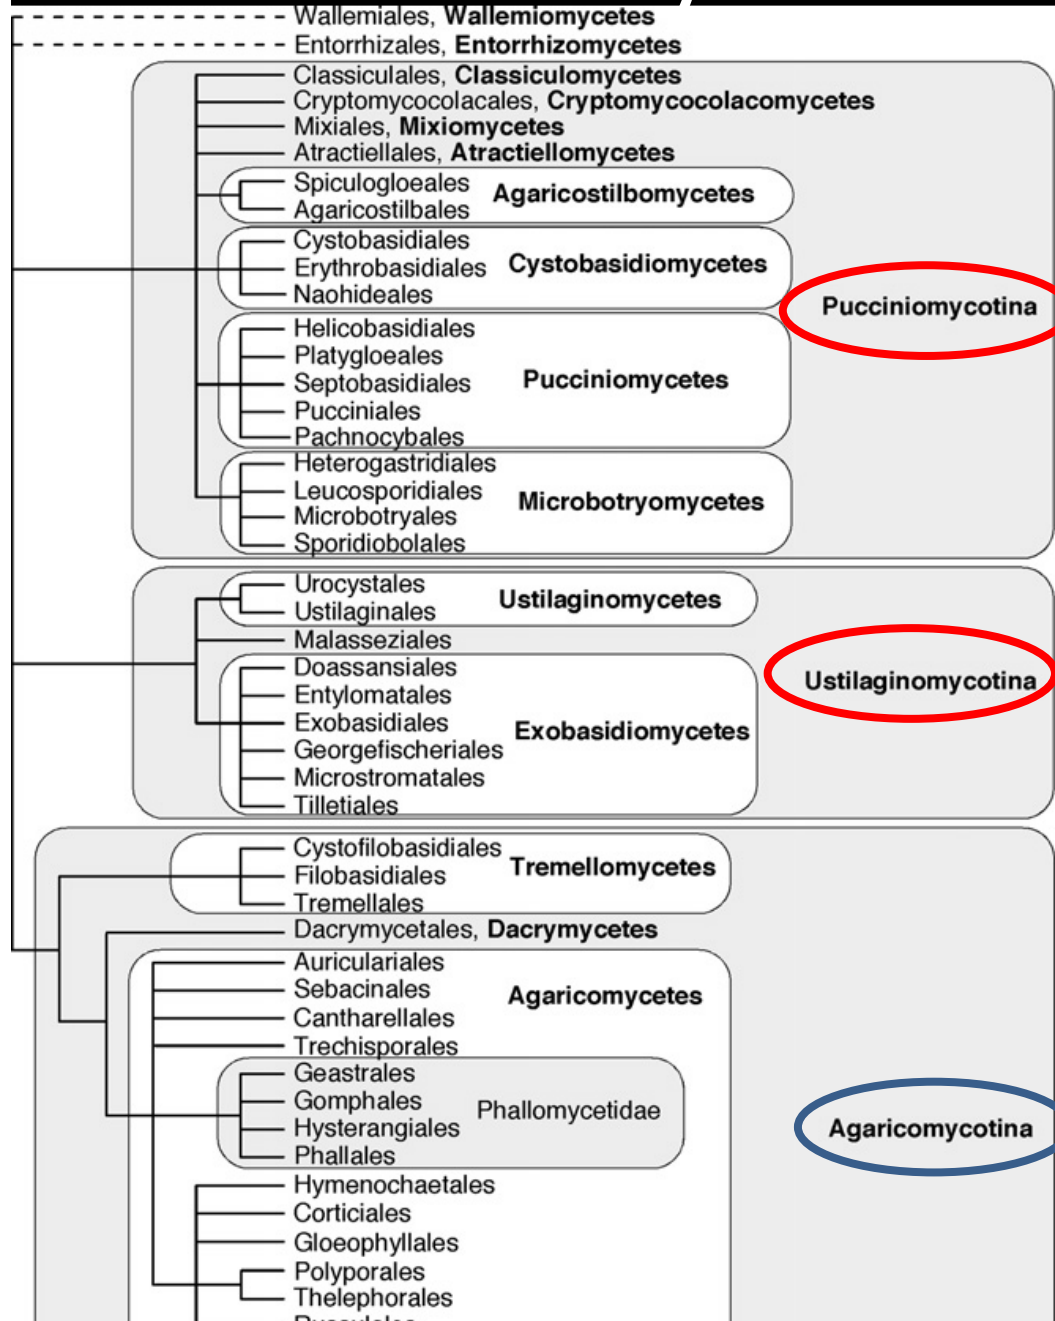 Wallemiales, Wallemiomycetes
Entorrhizales, Entorrhizomycetes
Classiculales, Classiculomycetes
Cryptomycocolacales, Cryptomycocolacomycetes
Mixiales, Mixiomycetes
Atractiellales, Atractiellomycetes
Spiculogloeales
Agaricostilbomycetes
Agaricostilbales
Cystobasidiales
Erythrobasidiales
Cystobasidiomycetes
Naohideales
Pucciniomycotina
Helicobasidiales
Platygloeales
Septobasidiales
Pucciniomycetes
Pucciniales
Pachnocybales
Heterogastridiales
Leucosporidiales
Microbotryomycetes
Microbotryales
Sporidiobolales
Urocystales
Ustilaginomycetes
Ustilaginales
Malasseziales
Doassansiales
Ustilaginomycotina
Entylomatales
Exobasidiales
Exobasidiomycetes
Georgefischeriales
Microstromatales
Tilletiales
Cystofilobasidiales
Tremellomycetes
Filobasidiales
Tremellales
Dacrymycetales, Dacrymycetes
Auriculariales
Sebacinales
Agaricomycetes
Cantharellales
Trechisporales
Geastrales
Gomphales
Phallomycetidae
Hysterangiales
Agaricomycotina
Phallales
Hymenochaetales
Corticiales
Gloeophyllales
Polyporales
Thelephorales